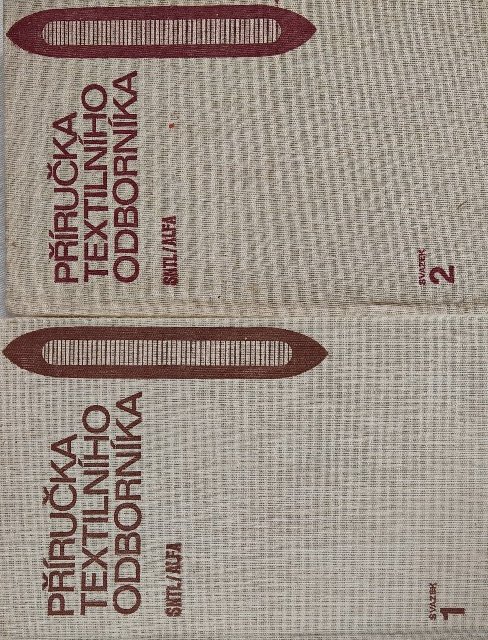 PŘÍRUČKA
TEXTILNÍHO
ODBORNÍKA
SNTL/ALFA
SVAZEK
2
PŘÍRUČKA
TEXTILNÍHO
ODBORNÍKA
SNTL/ALFA
SVAZEK
1